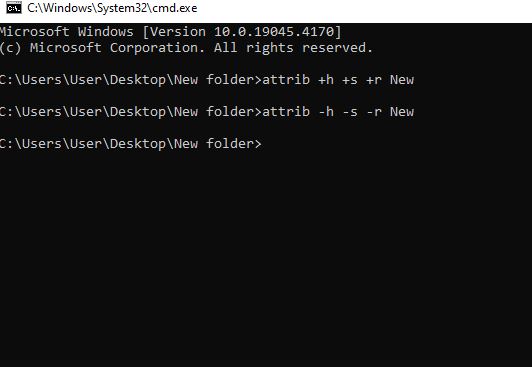 C:\Windows\System32\cmd.exe
Microsoft Windows [Version 10.0.19045.4170]
(c) Microsoft Corporation. All rights reserved.
C:\Users\User\Desktop\New folder>attrib +h +s +r New
C:\Users\User\Desktop\New folder>attrib -h -s -r New
C:\Users\User\Desktop\New folder>